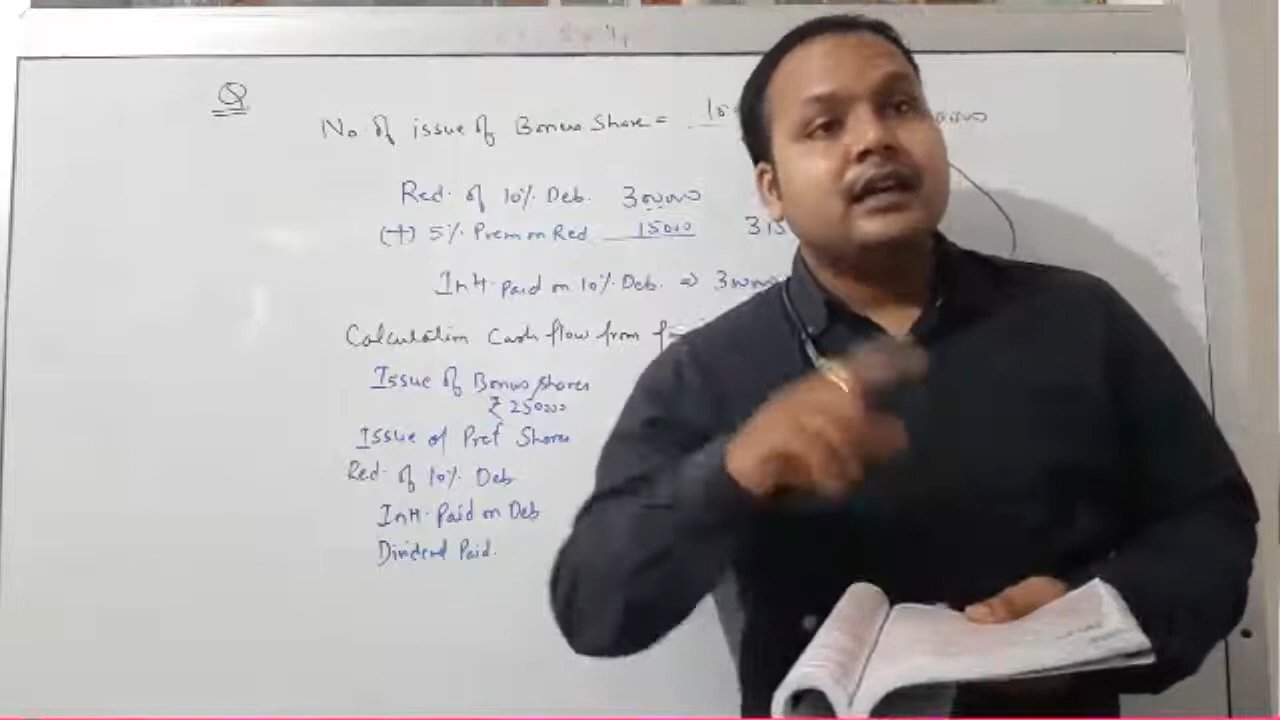 Q
No. of issue of Bonus Share =
Red. of 10% Deb. 300000
(+) 5% Prem on Red 15000 315
Int. paid on 10% Deb. ⇒
Calculation Cash flow from
Issue of Bonus shares
₹ 250000
Issue of Pref Shares
Red. of 10% Deb
Int. Paid on Deb
Dividend Paid.